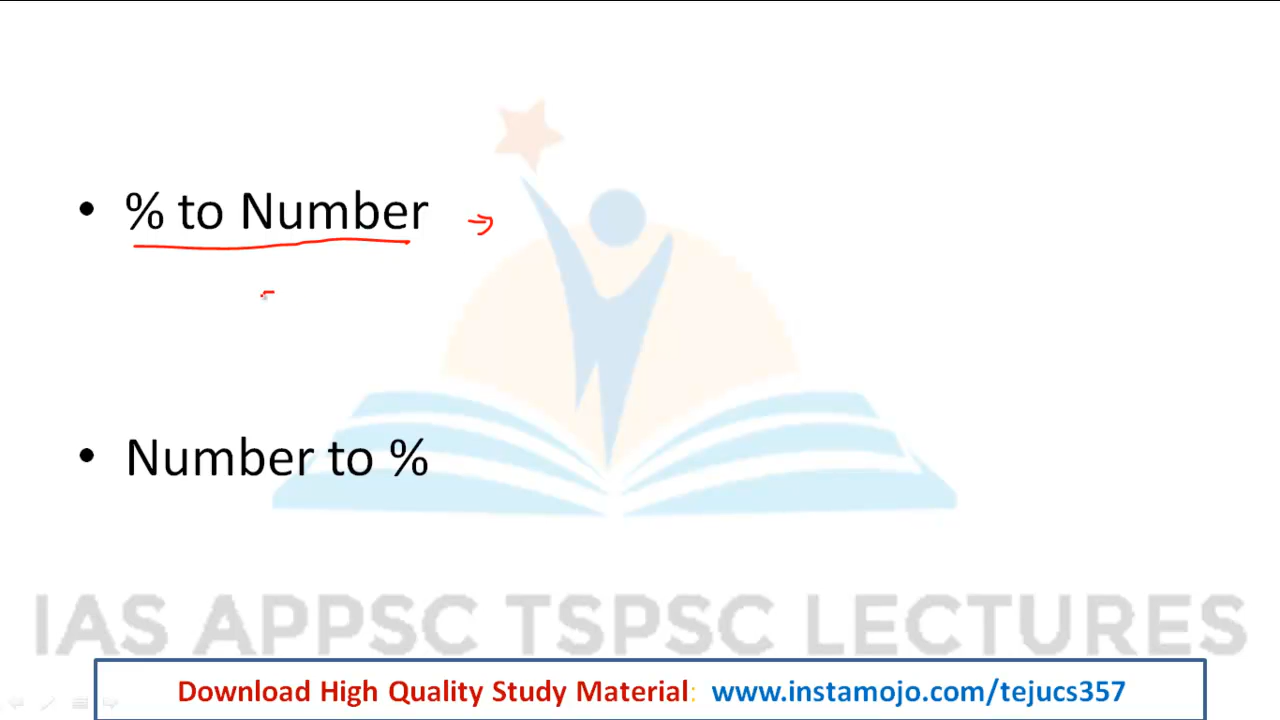 • % to Number
• Number to %
IAS APPSC TSPSC LECTURES
Download High Quality Study Material: www.instamojo.com/tejucs357